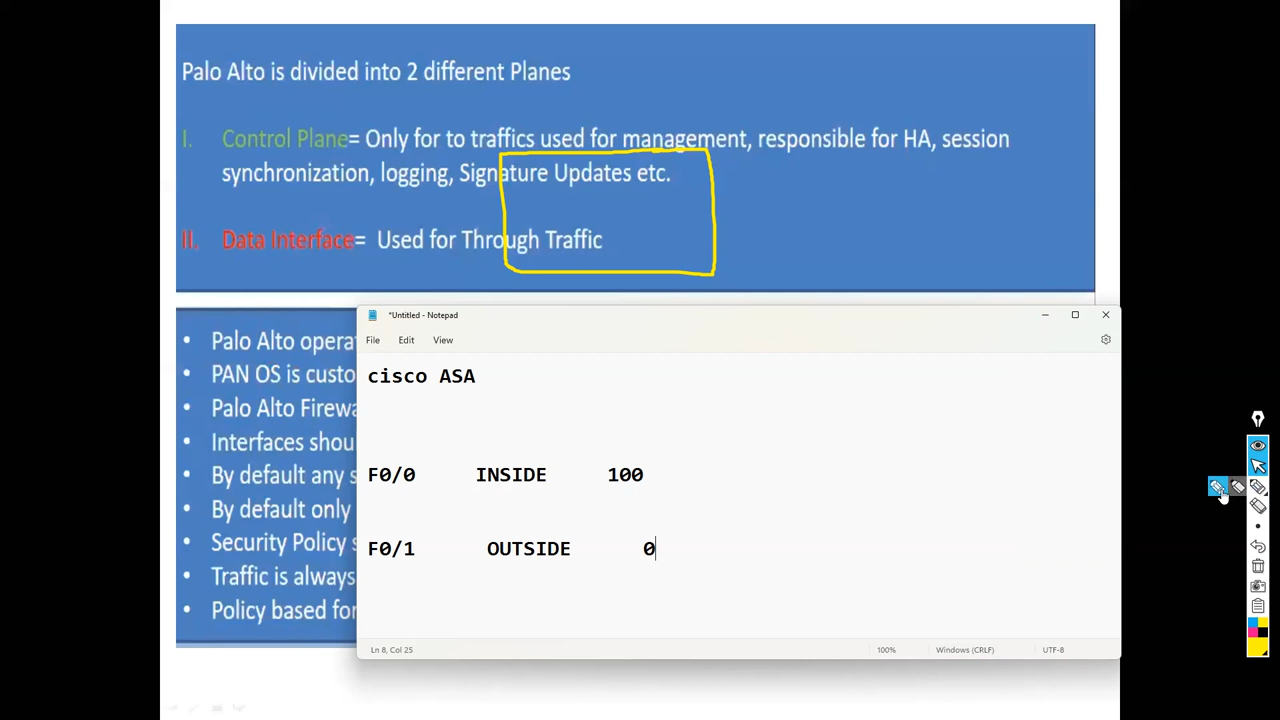 Palo Alto is divided into 2 different Planes
I. Control Plane= Only for to traffics used for management, responsible for HA, session
synchronization, logging, Signature Updates etc.
II. Data Interface= Used for Through Traffic
*Untitled - Notepad
File Edit View
cisco ASA
F0/0 INSIDE 100
F0/1 OUTSIDE 0
Ln 8, Col 25 100% Windows (CRLF) UTF-8
• Palo Alto opera
• PAN OS is custo
• Palo Alto Firewa
• Interfaces shou
• By default any s
• By default only
• Security Policy s
• Traffic is always
• Policy based for